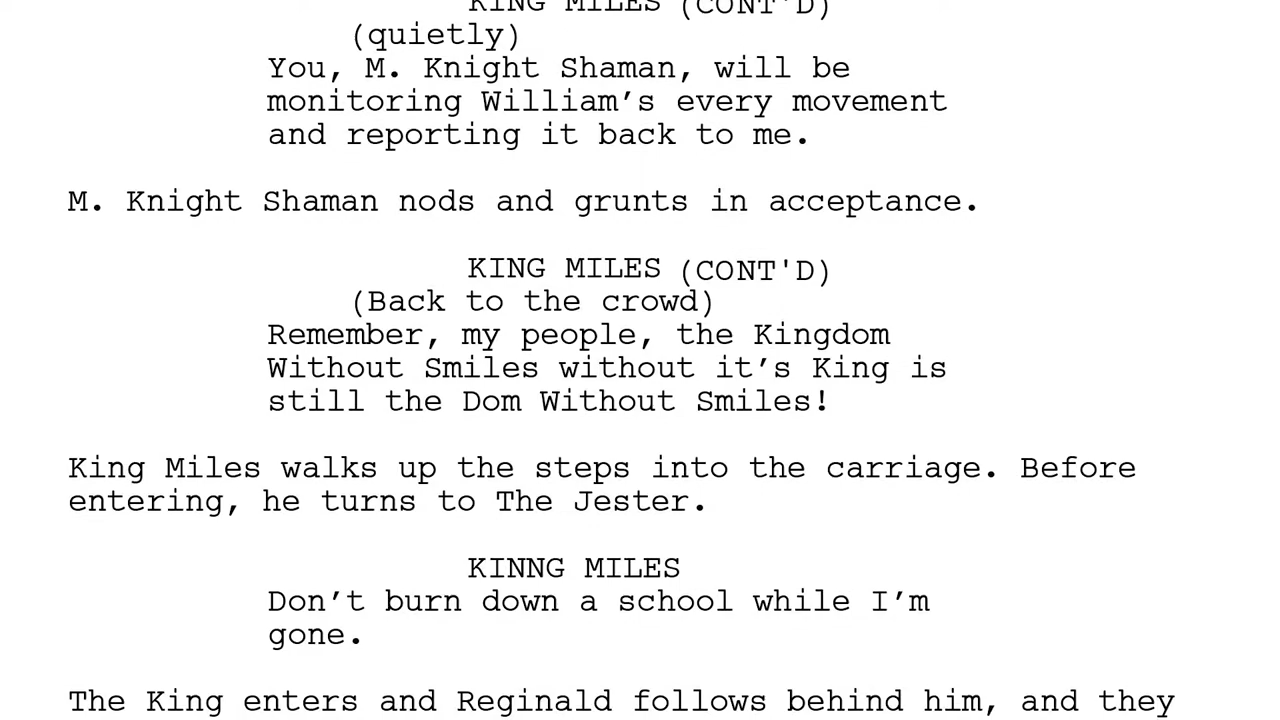 KING MILES (CONT'D)
(quietly)
You, M. Knight Shaman, will be
monitoring William’s every movement
and reporting it back to me.
M. Knight Shaman nods and grunts in acceptance.
KING MILES (CONT'D)
(Back to the crowd)
Remember, my people, the Kingdom
Without Smiles without it’s King is
still the Dom Without Smiles!
King Miles walks up the steps into the carriage. Before
entering, he turns to The Jester.
KINNG MILES
Don’t burn down a school while I’m
gone.
The King enters and Reginald follows behind him, and they